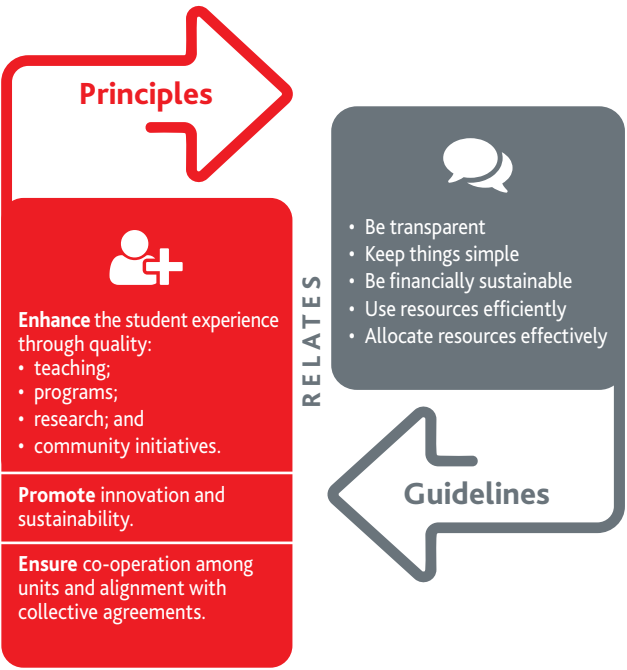 Principles
Enhance the student experience
through quality:
• teaching;
• programs;
• research; and
• community initiatives.
Promote innovation and
sustainability.
Ensure co-operation among
units and alignment with
collective agreements.
RELATES
• Be transparent
• Keep things simple
• Be financially sustainable
• Use resources efficiently
• Allocate resources effectively
Guidelines